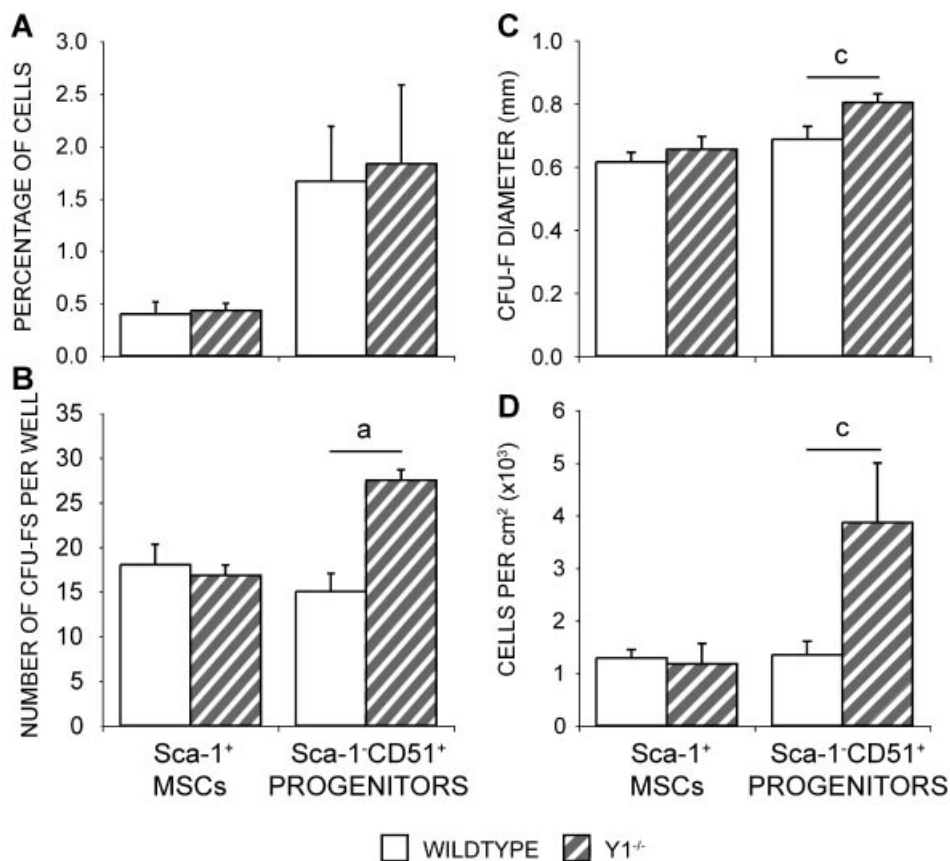 A
PERCENTAGE OF CELLS
3.0
2.5
2.0
1.5
1.0
0.5
0.0
C
CFU-F DIAMETER (mm)
1.0
0.8
0.6
0.4
0.2
0.0
c
B
NUMBER OF CFU-FS PER WELL
35
30
25
20
15
10
5
0
a
Sca-1⁺
MSCs
Sca-1⁻CD51⁺
PROGENITORS
D
CELLS PER cm² (x10³)
6
5
4
3
2
1
0
c
Sca-1⁺
MSCs
Sca-1⁻CD51⁺
PROGENITORS
WILDTYPE
Y1⁻/⁻